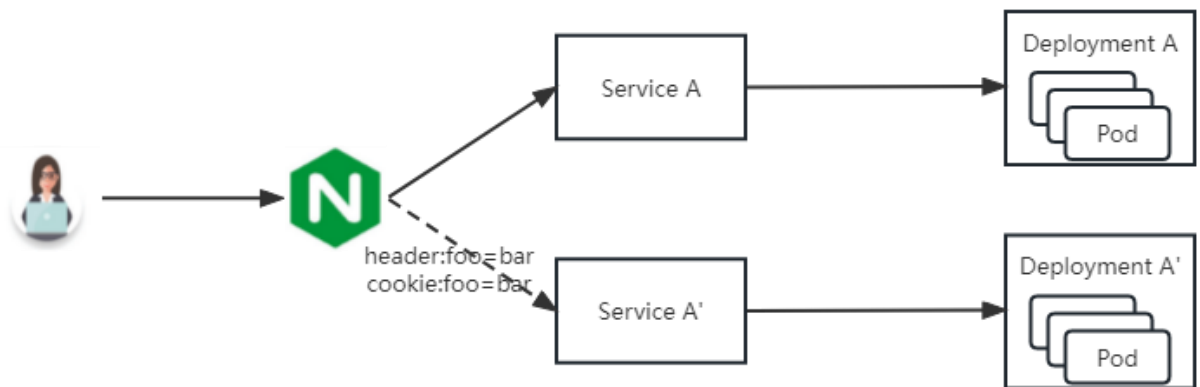 Service A
Deployment A
Pod
N
header:foo=bar
cookie:foo=bar
Service A'
Deployment A'
Pod